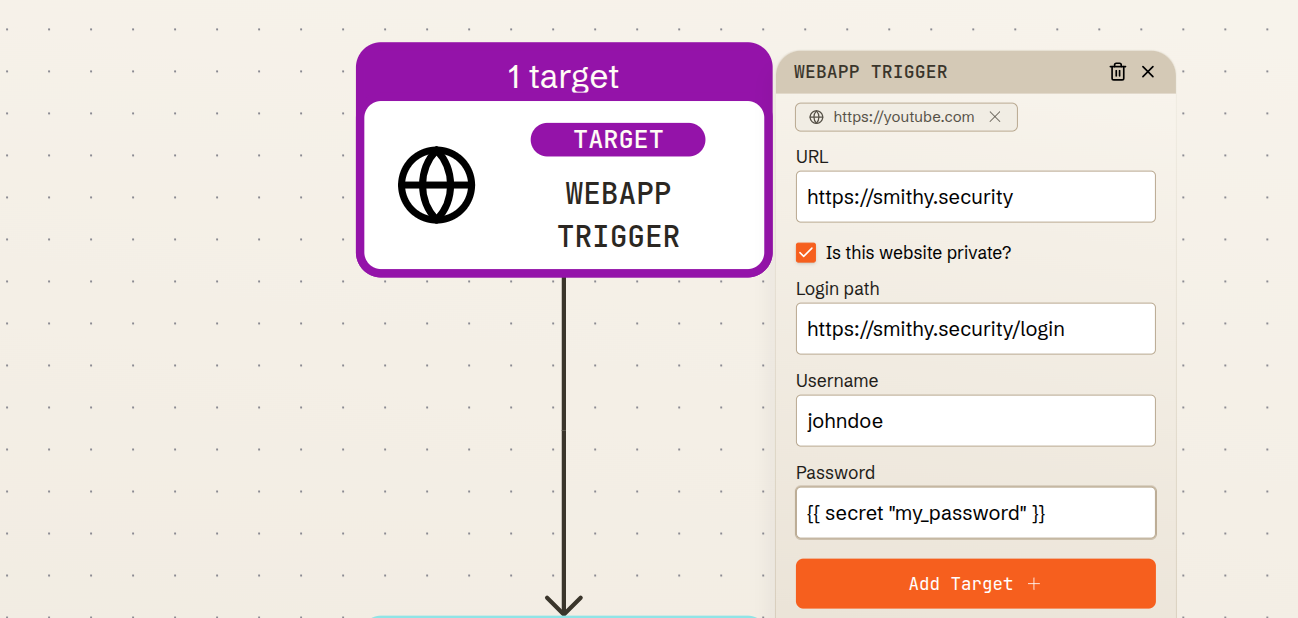 1 target
TARGET
WEBAPP
TRIGGER
WEBAPP TRIGGER
https://youtube.com
URL
https://smithy.security
Is this website private?
Login path
https://smithy.security/login
Username
johndoe
Password
{{ secret "my_password" }}
Add Target +